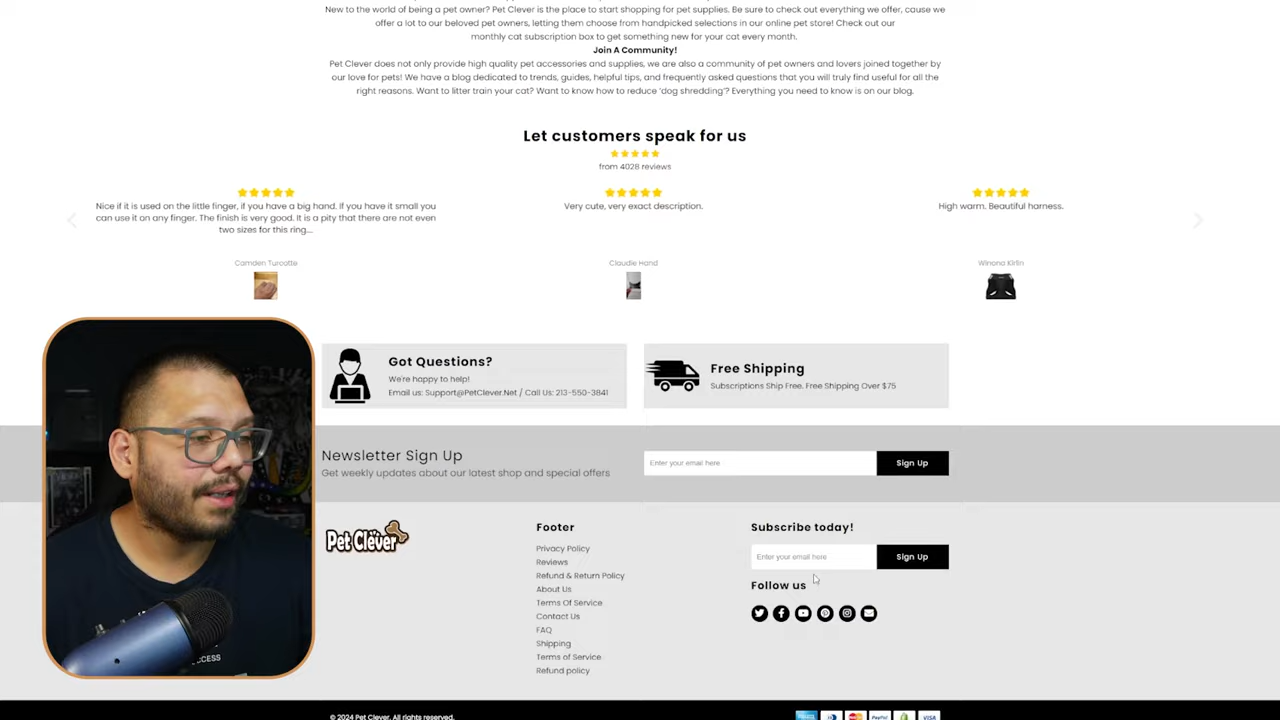 New to the world of being a pet owner? Pet Clever is the place to start shopping for pet supplies. Be sure to check out everything we offer, cause we
offer a lot to our beloved pet owners, letting them choose from handpicked selections in our online pet store! Check out our
monthly cat subscription box to get something new for your cat every month.
Join A Community!
Pet Clever does not only provide high quality pet accessories and supplies, we are also a community of pet owners and lovers joined together by
our love for pets! We have a blog dedicated to trends, guides, helpful tips, and frequently asked questions that you will truly find useful for all the
right reasons. Want to litter train your cat? Want to know how to reduce 'dog shredding'? Everything you need to know is on our blog.
Let customers speak for us
from 4028 reviews
Nice if it is used on the little finger, if you have a big hand. If you have it small you
can use it on any finger. The finish is very good. It is a pity that there are not even
two sizes for this ring....
Camden Turcotte
Very cute, very exact description.
Claudie Hand
High warm. Beautiful harness.
Winona Kirlin
Got Questions?
We're happy to help!
Email us: Support@PetClever.Net / Call Us: 213-550-3841
Free Shipping
Subscriptions Ship Free. Free Shipping Over $75
Newsletter Sign Up
Get weekly updates about our latest shop and special offers
Enter your email here
Sign Up
Pet Clever
Footer
Privacy Policy
Reviews
Refund & Return Policy
About Us
Terms Of Service
Contact Us
FAQ
Shipping
Terms of Service
Refund policy
Subscribe today!
Enter your email here
Sign Up
Follow us
© 2024 Pet Clever. All rights reserved.
PayPal
VISA